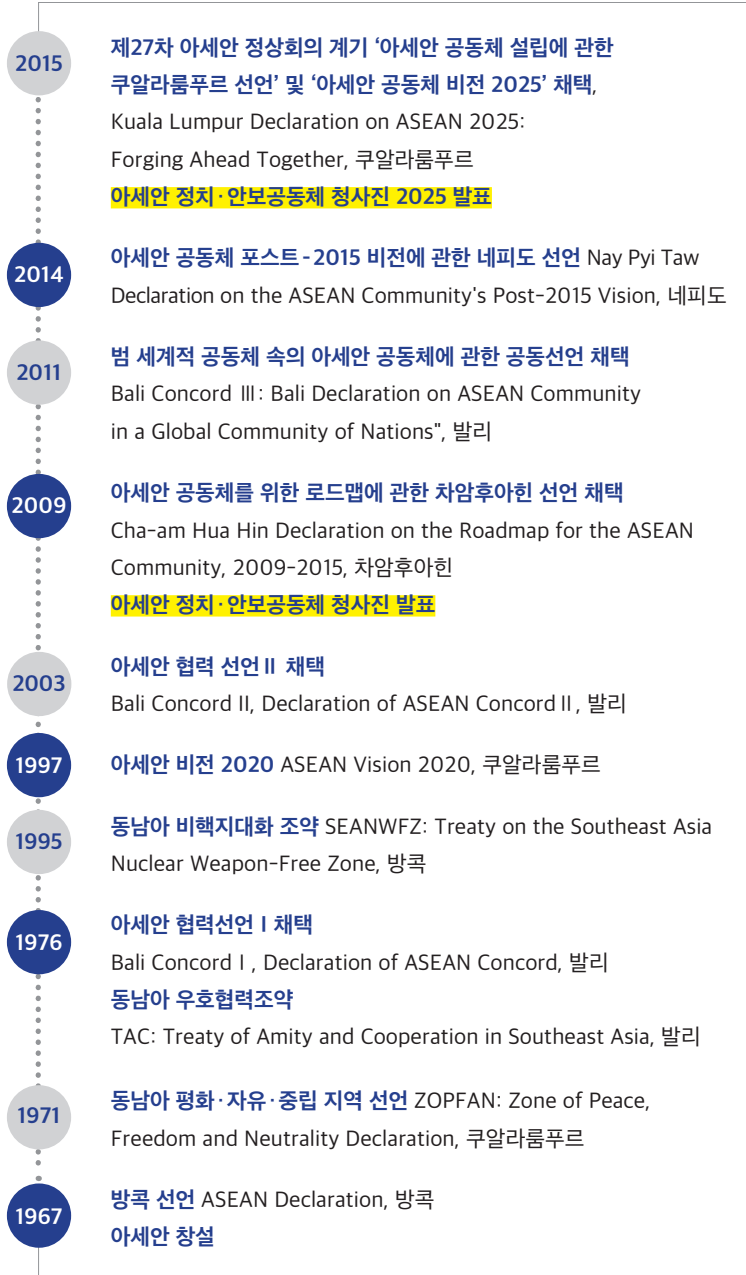 2015
제27차 아세안 정상회의 계기 ‘아세안 공동체 설립에 관한
쿠알라룸푸르 선언’ 및 ‘아세안 공동체 비전 2025’ 채택,
Kuala Lumpur Declaration on ASEAN 2025:
Forging Ahead Together, 쿠알라룸푸르
아세안 정치·안보공동체 청사진 2025 발표
2014
아세안 공동체 포스트-2015 비전에 관한 네피도 선언 Nay Pyi Taw
Declaration on the ASEAN Community's Post-2015 Vision, 네피도
2011
범 세계적 공동체 속의 아세안 공동체에 관한 공동선언 채택
Bali Concord Ⅲ: Bali Declaration on ASEAN Community
in a Global Community of Nations", 발리
2009
아세안 공동체를 위한 로드맵에 관한 차암후아힌 선언 채택
Cha-am Hua Hin Declaration on the Roadmap for the ASEAN
Community, 2009-2015, 차암후아힌
아세안 정치·안보공동체 청사진 발표
2003
아세안 협력 선언Ⅱ 채택
Bali Concord II, Declaration of ASEAN ConcordⅡ, 발리
1997
아세안 비전 2020 ASEAN Vision 2020, 쿠알라룸푸르
1995
동남아 비핵지대화 조약 SEANWFZ: Treaty on the Southeast Asia
Nuclear Weapon-Free Zone, 방콕
1976
아세안 협력선언Ⅰ채택
Bali ConcordⅠ, Declaration of ASEAN Concord, 발리
동남아 우호협력조약
TAC: Treaty of Amity and Cooperation in Southeast Asia, 발리
1971
동남아 평화·자유·중립 지역 선언 ZOPFAN: Zone of Peace,
Freedom and Neutrality Declaration, 쿠알라룸푸르
1967
방콕 선언 ASEAN Declaration, 방콕
아세안 창설